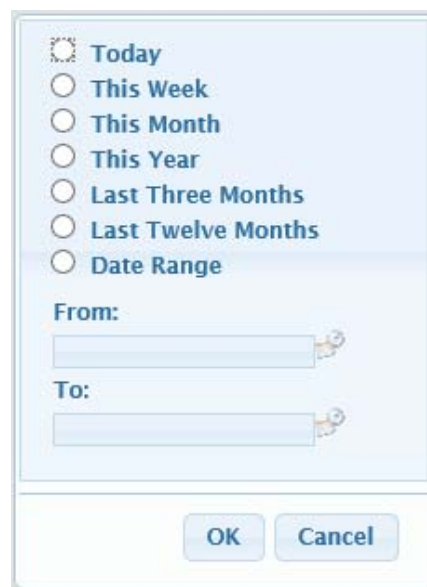 Today
This Week
This Month
This Year
Last Three Months
Last Twelve Months
Date Range
From:
To:
OK Cancel